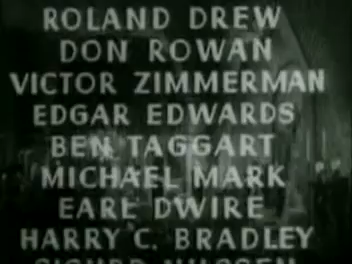 ROLAND DREW
DON ROWAN
VICTOR ZIMMERMAN
EDGAR EDWARDS
BEN TAGGART
MICHAEL MARK
EARL DWIRE
HARRY C. BRADLEY